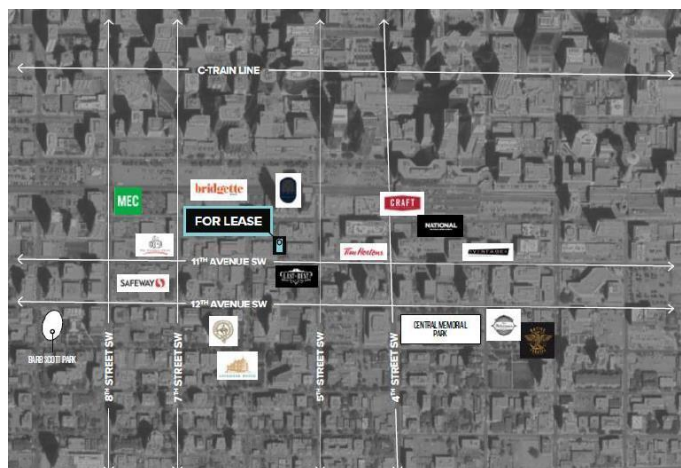 C-TRAIN LINE
bridgette
MEC
CRAFT
FOR LEASE
NATIONAL
Tim Hortons
11TH AVENUE SW
SAFEWAY
12TH AVENUE SW
CENTRAL MEMORIAL
PARK
BARB SCOTT PARK
8TH STREET SW
7TH STREET SW
5TH STREET SW
4TH STREET SW